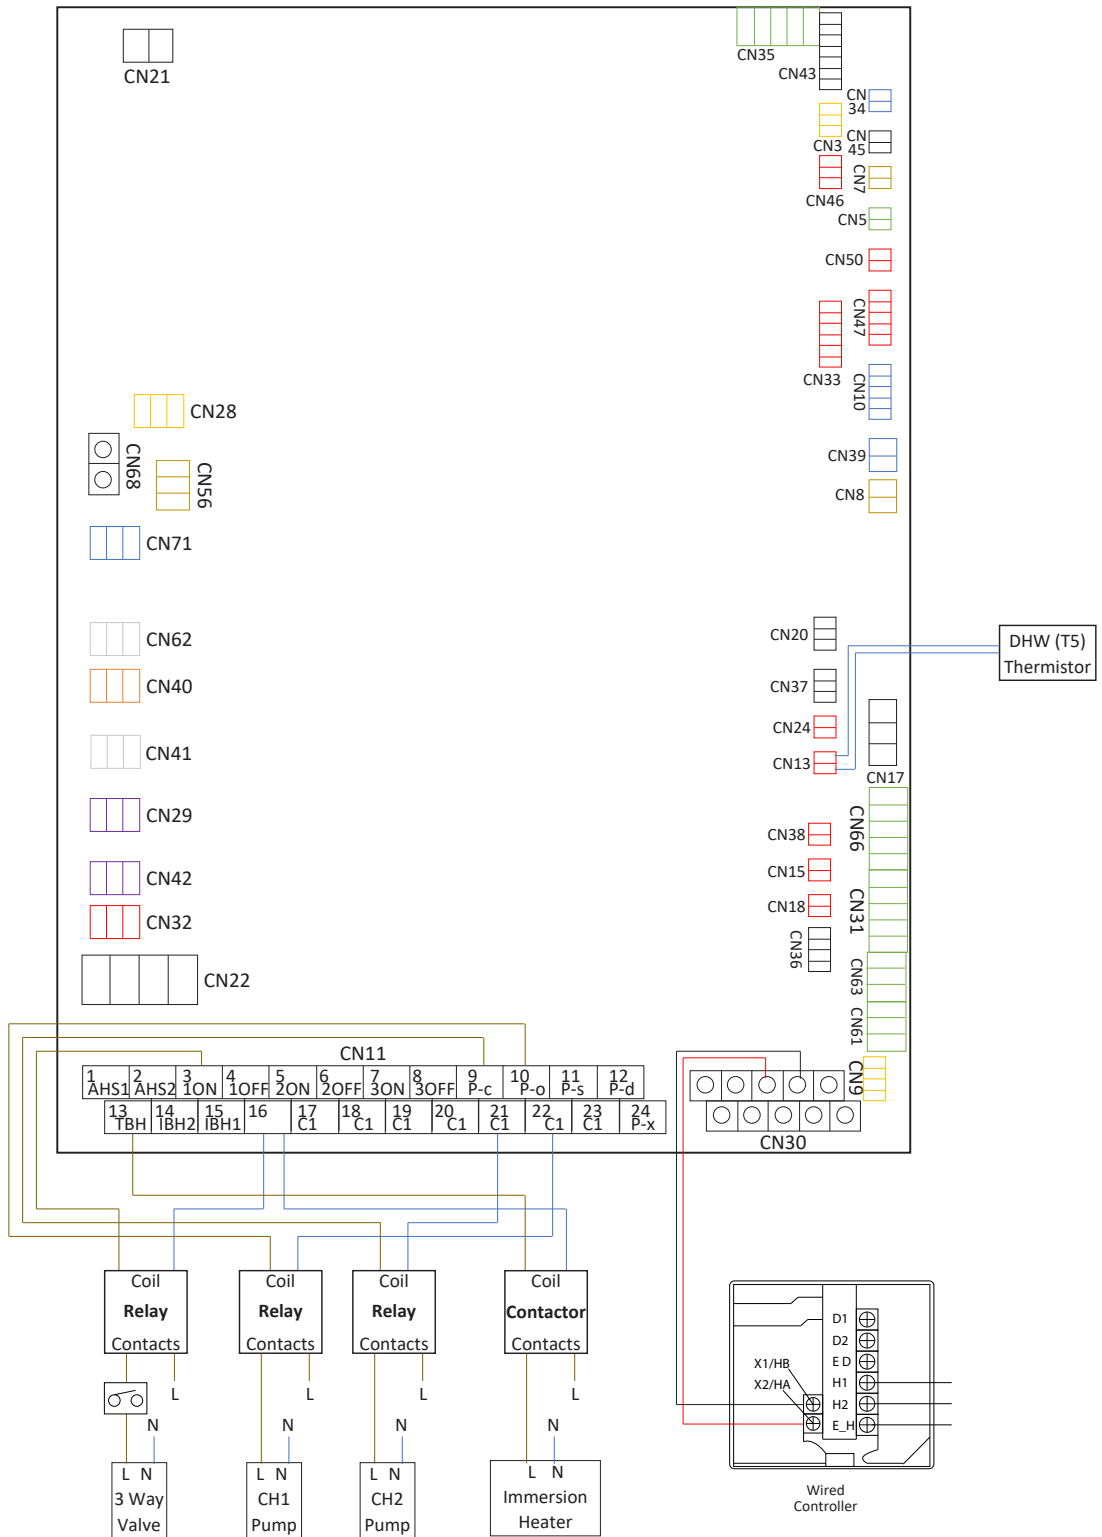 CN21
CN35
CN43
CN
34
CN3
CN
45
CN7
CN46
CN5
CN50
CN47
CN33
CN10
CN28
CN68
CN56
CN39
CN8
CN71
CN62
CN20
DHW (T5)
Thermistor
CN40
CN37
CN24
CN41
CN13
CN17
CN29
CN66
CN38
CN42
CN15
CN32
CN18
CN31
CN36
CN22
CN63
CN61
CN11
CN9
1 2 3 4 5 6 7 8 9 10 11 12
AHS1 AHS2 1ON 1OFF 2ON 2OFF 3ON 3OFF P-c P-o P-s P-d
13 14 15 16 17 18 19 20 21 22 23 24
TBH IBH2 IBH1 C1 C1 C1 C1 C1 C1 C1 P-x
CN30
Coil Coil Coil Coil
Relay Relay Relay Contactor
Contacts Contacts Contacts Contacts
L L L L
N N N N
L N L N L N L N
3 Way
Valve
CH1
Pump
CH2
Pump
Immersion
Heater
D1
D2
E D
X1/HB
H1
X2/HA
H2
E_H
Wired
Controller